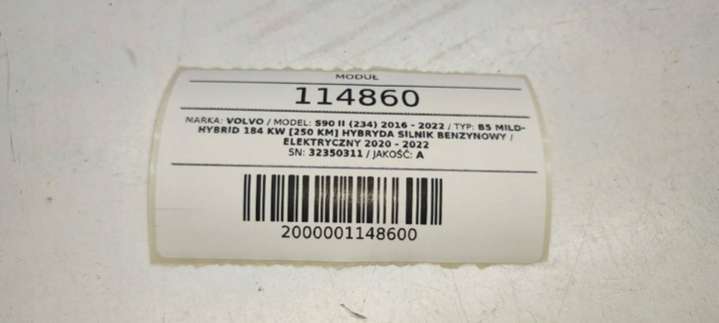 MODUŁ
114860
MARKA: VOLVO / MODEL: S90 II (234) 2016 - 2022 / TYP: B5 MILD-
HYBRID 184 KW [250 KM] HYBRYDA SILNIK BENZYNOWY /
ELEKTRYCZNY 2020 - 2022
SN: 32350311 / JAKOŚĆ: A
2000001148600